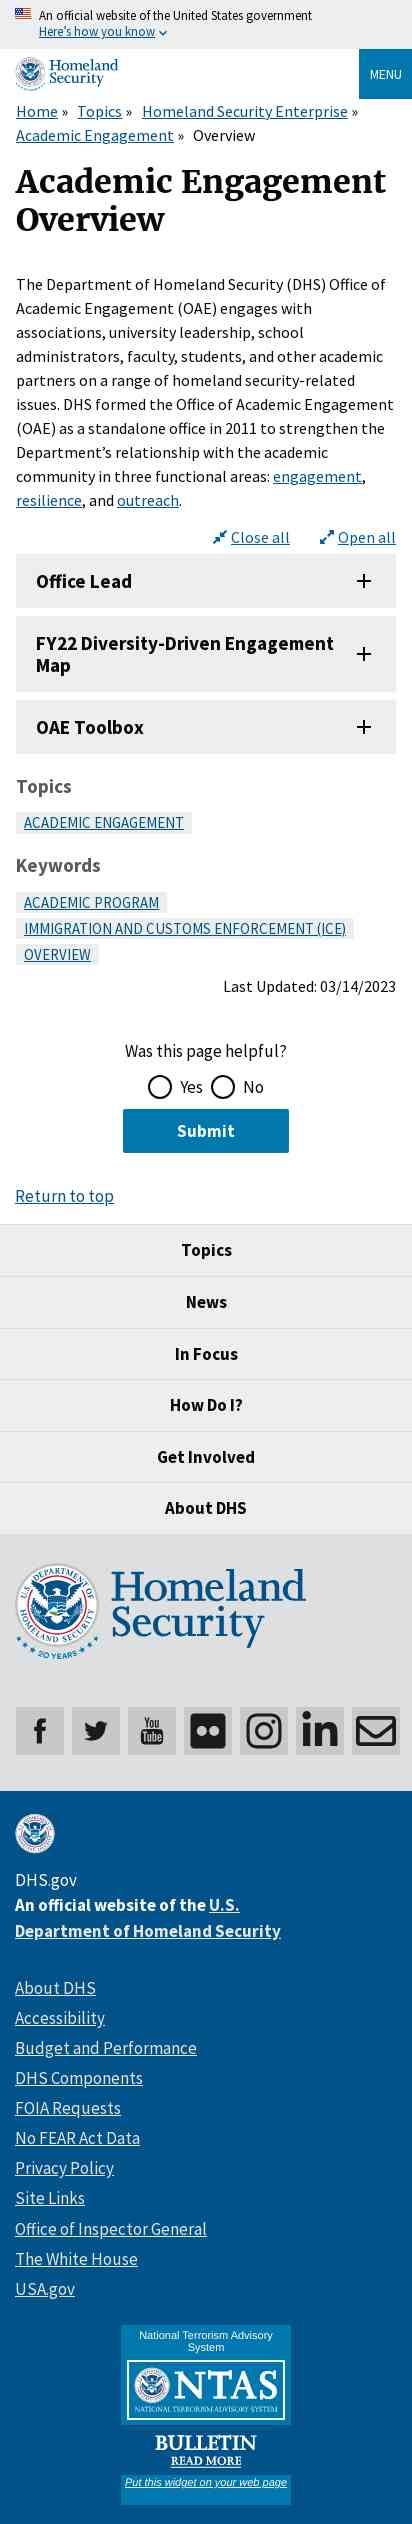 An official website of the United States government
Here's how you know
Homeland
Security
MENU
Home » Topics » Homeland Security Enterprise »
Academic Engagement » Overview
Academic Engagement
Overview
The Department of Homeland Security (DHS) Office of
Academic Engagement (OAE) engages with
associations, university leadership, school
administrators, faculty, students, and other academic
partners on a range of homeland security-related
issues. DHS formed the Office of Academic Engagement
(OAE) as a standalone office in 2011 to strengthen the
Department's relationship with the academic
community in three functional areas: engagement,
resilience, and outreach.
Close all Open all
Office Lead
FY22 Diversity-Driven Engagement
Map
OAE Toolbox
Topics
ACADEMIC ENGAGEMENT
Keywords
ACADEMIC PROGRAM
IMMIGRATION AND CUSTOMS ENFORCEMENT (ICE)
OVERVIEW
Last Updated: 03/14/2023
Was this page helpful?
Yes No
Submit
Return to top
Topics
News
In Focus
How Do I?
Get Involved
About DHS
U.S. DEPARTMENT OF
HOMELAND SECURITY
20 YEARS
Homeland
Security
You
Tube
DHS.gov
An official website of the U.S.
Department of Homeland Security
About DHS
Accessibility
Budget and Performance
DHS Components
FOIA Requests
No FEAR Act Data
Privacy Policy
Site Links
Office of Inspector General
The White House
USA.gov
National Terrorism Advisory
System
NTAS
NATIONAL TERRORISM ADVISORY SYSTEM
BULLETIN
READ MORE
Put this widget on your web page